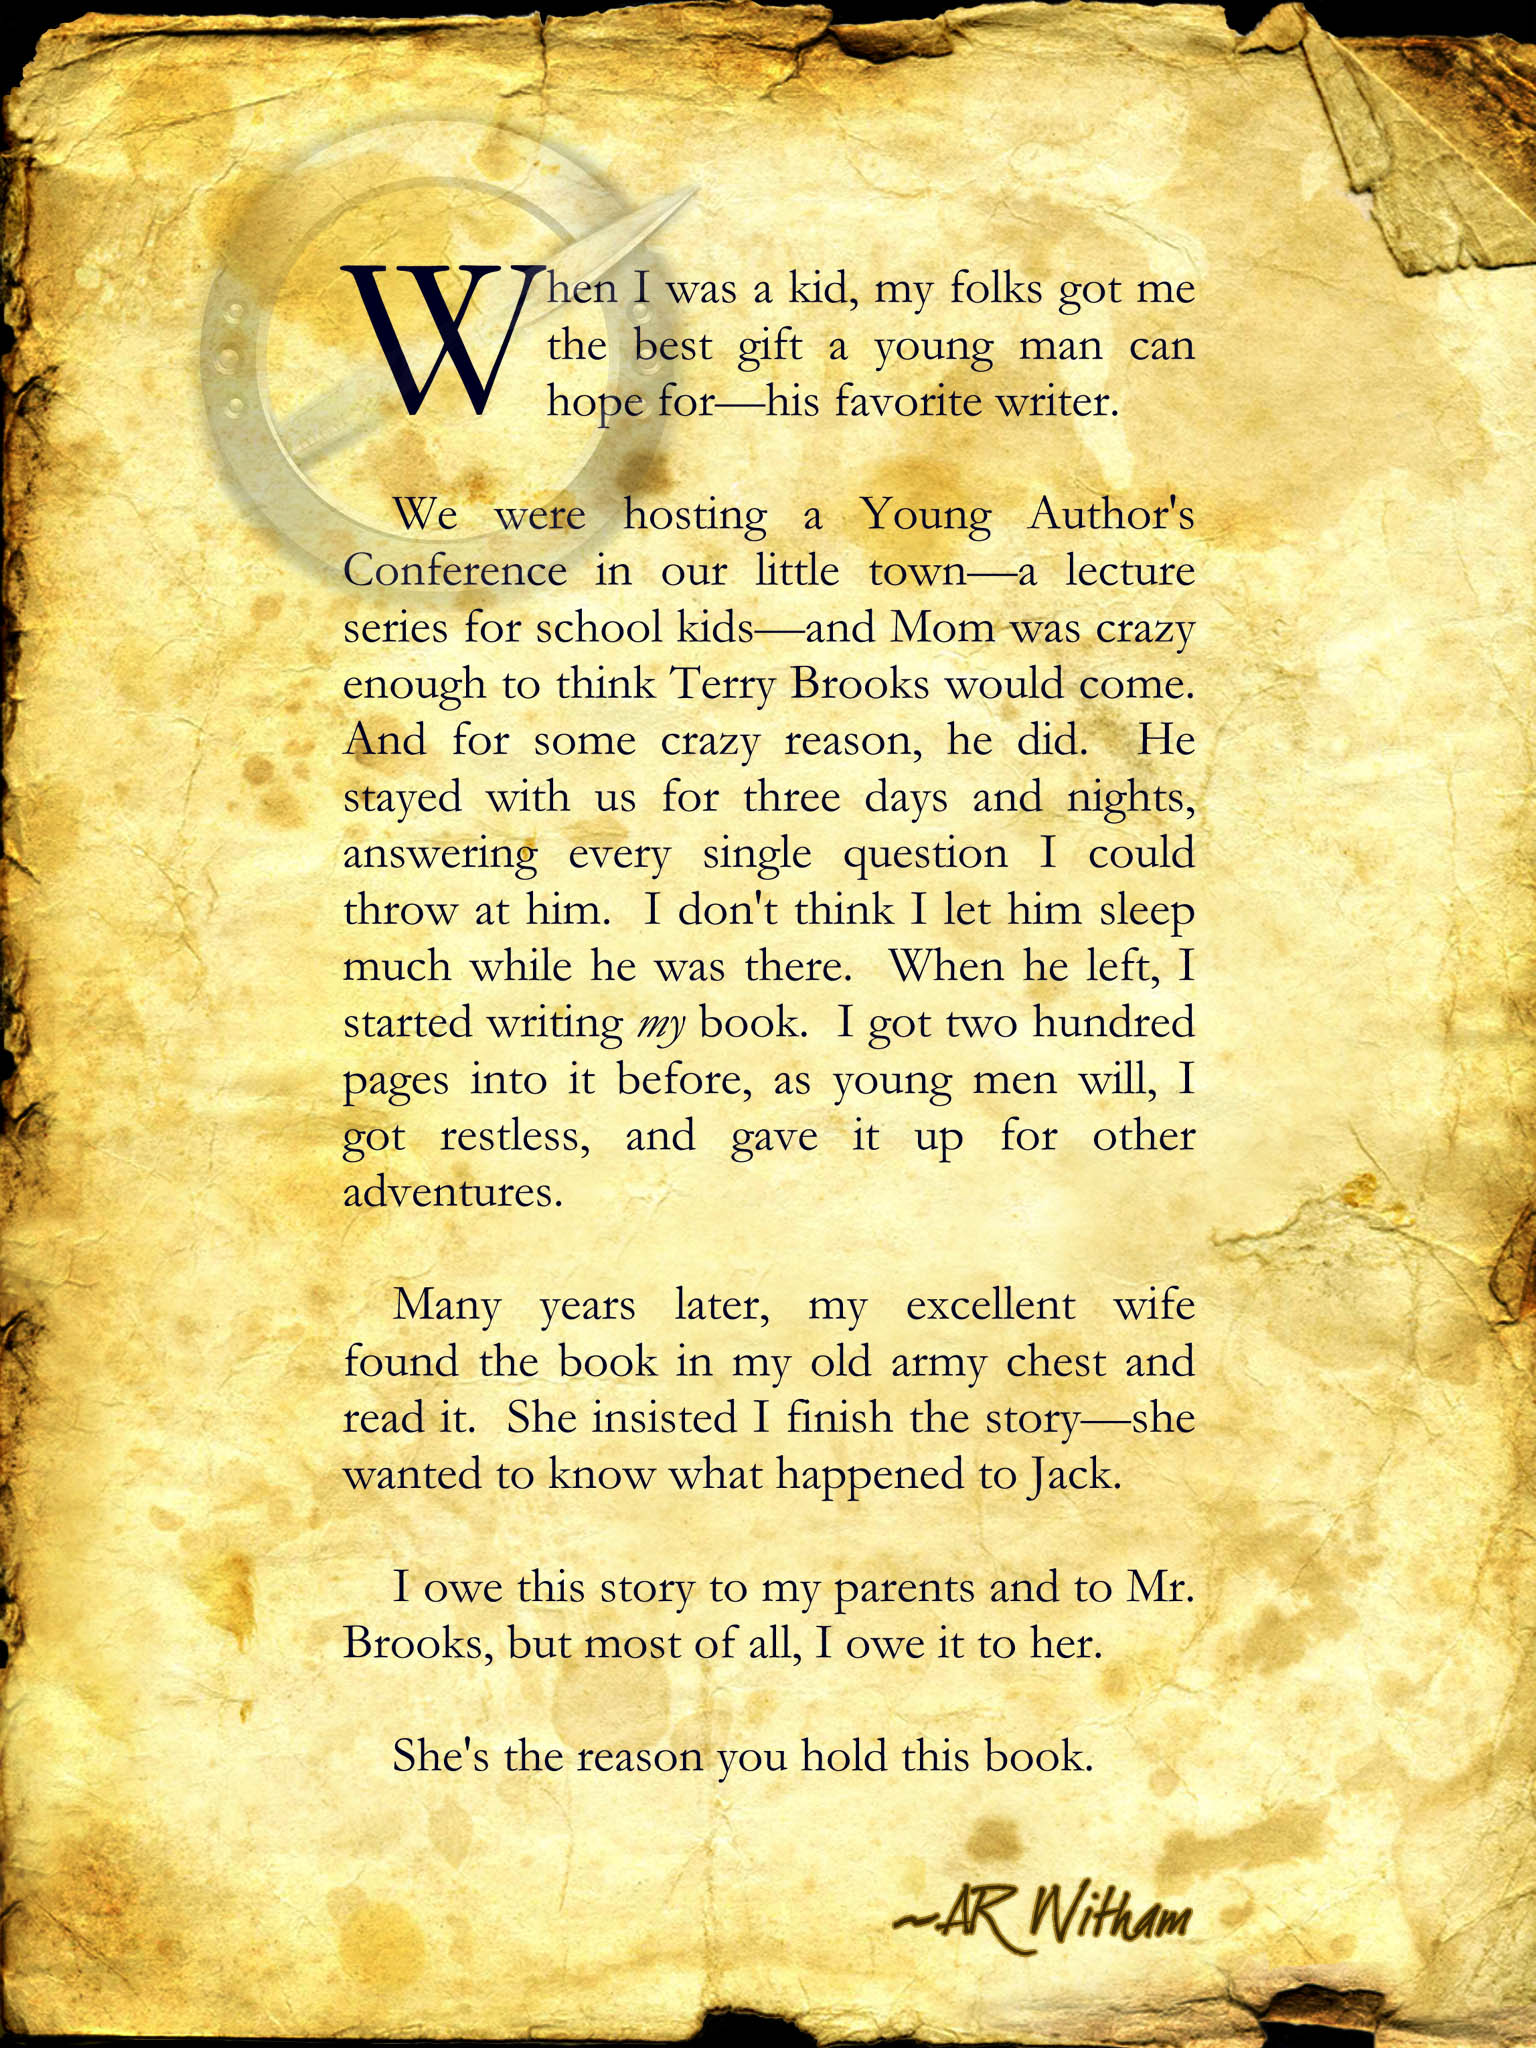 When I was a kid, my folks got me
the best gift a young man can
hope for—his favorite writer.
We were hosting a Young Author's
Conference in our little town—a lecture
series for school kids—and Mom was crazy
enough to think Terry Brooks would come.
And for some crazy reason, he did.  He
stayed with us for three days and nights,
answering every single question I could
throw at him.  I don't think I let him sleep
much while he was there.  When he left, I
started writing my book.  I got two hundred
pages into it before, as young men will, I
got restless, and gave it up for other
adventures.
Many years later, my excellent wife
found the book in my old army chest and
read it.  She insisted I finish the story—she
wanted to know what happened to Jack.
I owe this story to my parents and to Mr.
Brooks, but most of all, I owe it to her.
She's the reason you hold this book.
~AR Witham